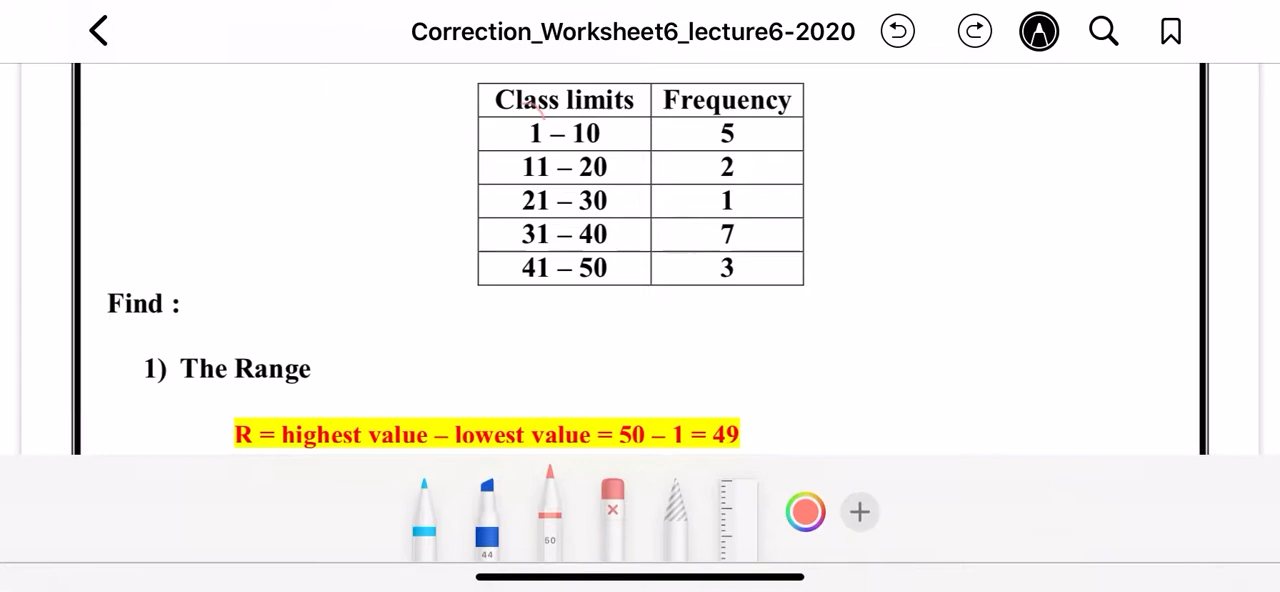 Correction_Worksheet6_lecture6-2020
Class limits Frequency
1 – 10 5
11 – 20 2
21 – 30 1
31 – 40 7
41 – 50 3
Find :
1) The Range
R = highest value – lowest value = 50 – 1 = 49
44
50